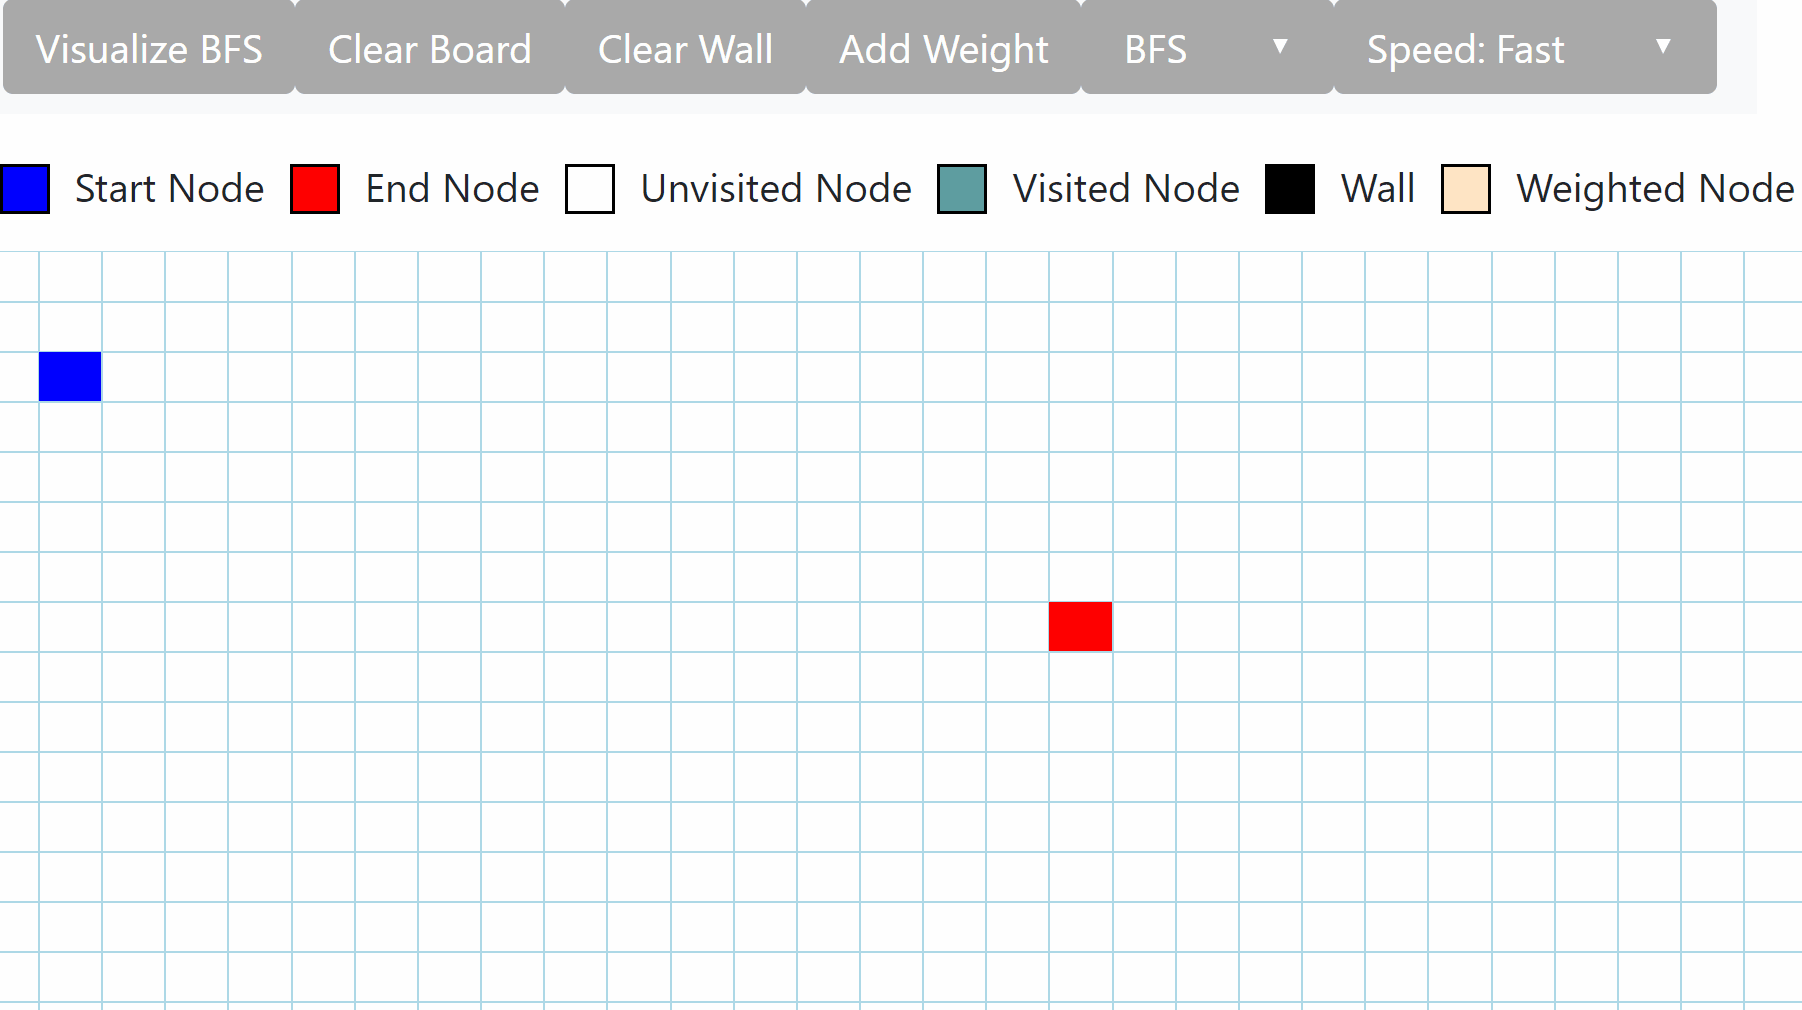 Visualize BFS Clear Board Clear Wall Add Weight BFS ▼ Speed: Fast ▼
Start Node End Node Unvisited Node Visited Node Wall Weighted Node